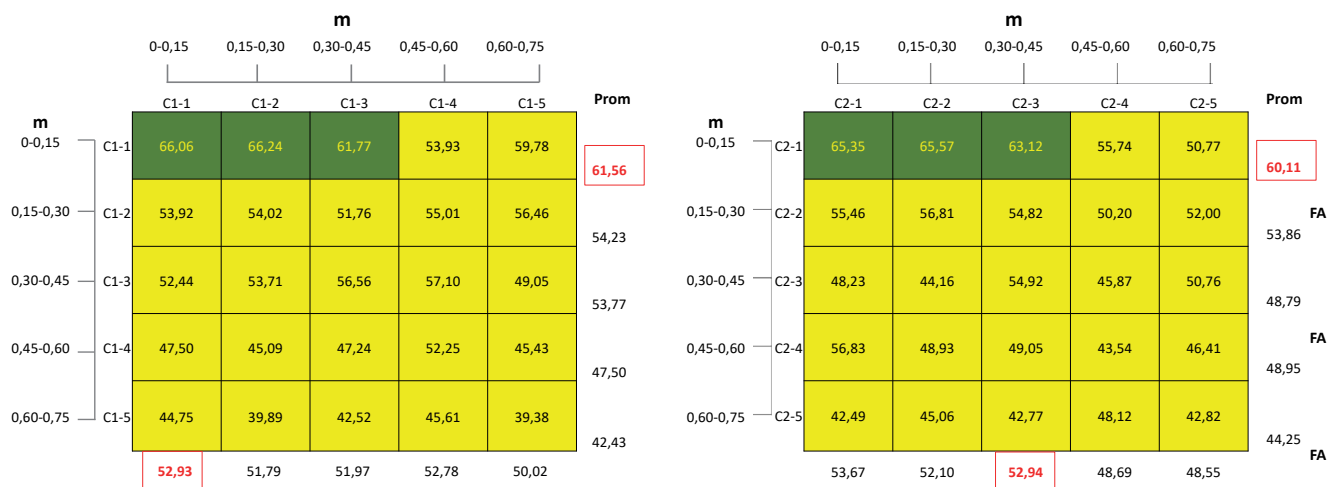 m
0-0,15 0,15-0,30 0,30-0,45 0,45-0,60 0,60-0,75
C1-1 C1-2 C1-3 C1-4 C1-5 Prom
m
0-0,15 C1-1 66,06 66,24 61,77 53,93 59,78
61,56
0,15-0,30 C1-2 53,92 54,02 51,76 55,01 56,46
54,23
0,30-0,45 C1-3 52,44 53,71 56,56 57,10 49,05
53,77
0,45-0,60 C1-4 47,50 45,09 47,24 52,25 45,43
47,50
0,60-0,75 C1-5 44,75 39,89 42,52 45,61 39,38
42,43
52,93 51,79 51,97 52,78 50,02
m
0-0,15 0,15-0,30 0,30-0,45 0,45-0,60 0,60-0,75
C2-1 C2-2 C2-3 C2-4 C2-5 Prom
m
0-0,15 C2-1 65,35 65,57 63,12 55,74 50,77
60,11
0,15-0,30 C2-2 55,46 56,81 54,82 50,20 52,00 FA
53,86
0,30-0,45 C2-3 48,23 44,16 54,92 45,87 50,76
48,79
0,45-0,60 C2-4 56,83 48,93 49,05 43,54 46,41 FA
48,95
0,60-0,75 C2-5 42,49 45,06 42,77 48,12 42,82
44,25
FA
53,67 52,10 52,94 48,69 48,55